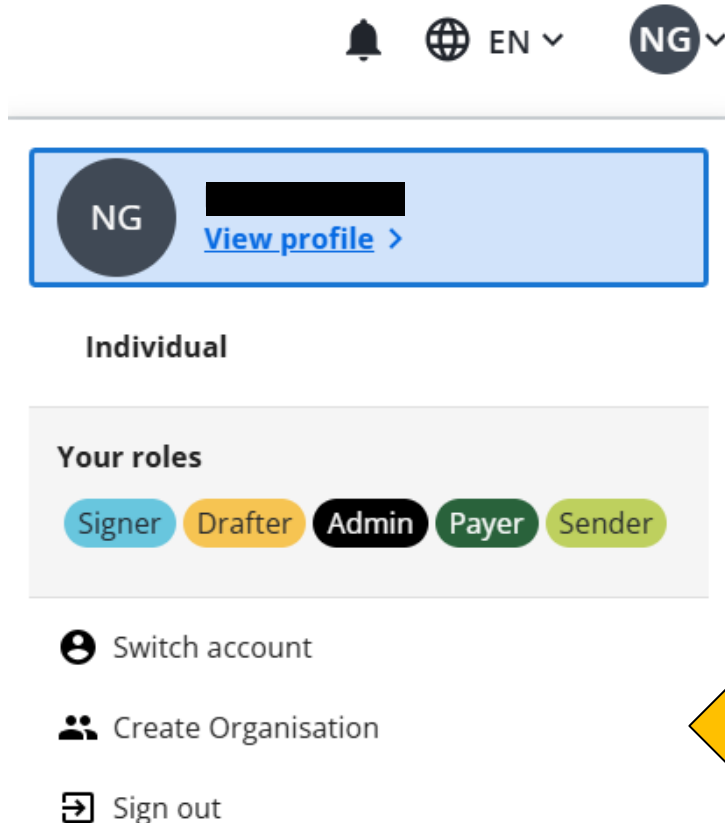 EN NG
NG
View profile >
Individual
Your roles
Signer Drafter Admin Payer Sender
Switch account
Create Organisation
Sign out